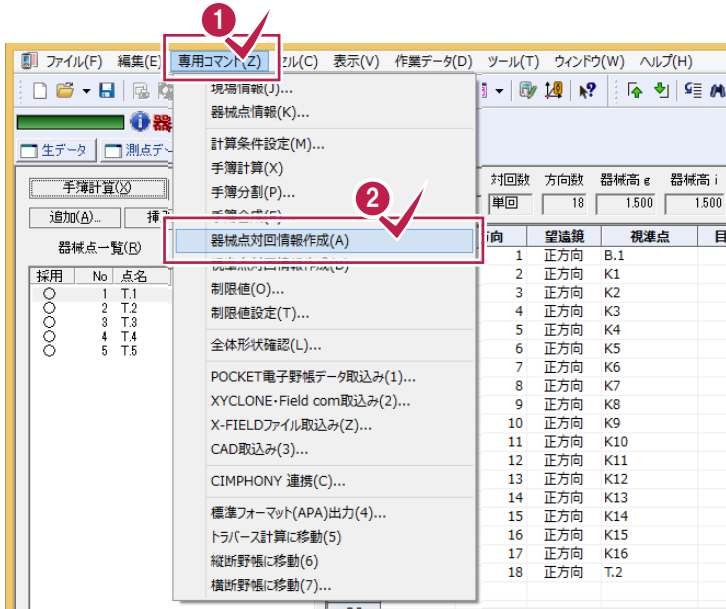 1
ファイル(F) 編集(E) 専用コマンド(Z) セル(C) 表示(V) 作業データ(D) ツール(T) ウィンドウ(W) ヘルプ(H)
器
生データ 測点デー
手簿計算(X)
追加(A)... 挿
器械点一覧(R)
採用 No 点名
1 T.1
2 T.2
3 T.3
4 T.4
5 T.5
現場情報(J)...
器械点情報(K)...
計算条件設定(M)...
手簿計算(X)
手簿分割(P)...
2
器械点対回情報作成(A)
制限値(O)...
制限値設定(T)...
全体形状確認(L)...
POCKET電子野帳データ取込み(1)...
XYCLONE・Field com取込み(2)...
X-FIELDファイル取込み(Z)...
CAD取込み(3)...
CIMPHONY 連携(C)...
標準フォーマット(APA)出力(4)...
トラバース計算に移動(5)
縦断野帳に移動(6)
横断野帳に移動(7)...
対回数 方向数 器械高 g 器械高 i
単回 18 1.500 1.500
方向 望遠鏡 視準点 目
1 正方向 B.1
2 正方向 K1
3 正方向 K2
4 正方向 K3
5 正方向 K4
6 正方向 K5
7 正方向 K6
8 正方向 K7
9 正方向 K8
10 正方向 K9
11 正方向 K10
12 正方向 K11
13 正方向 K12
14 正方向 K13
15 正方向 K14
16 正方向 K15
17 正方向 K16
18 正方向 T.2